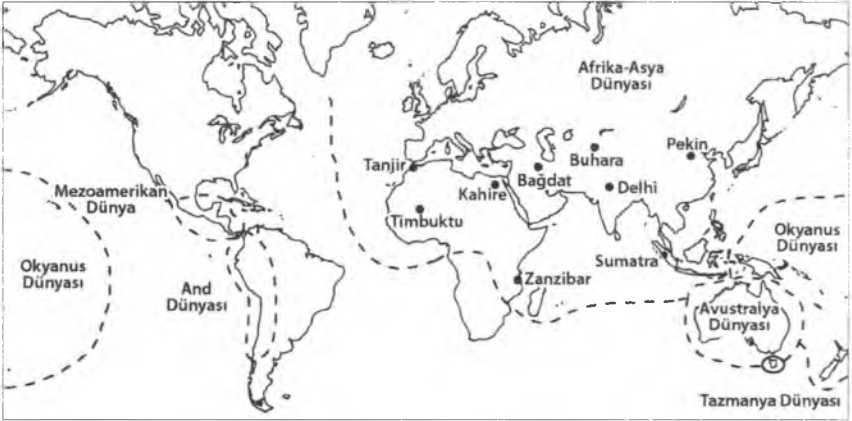 Afrika-Asya
Dünyası
Pekin
Buhara
Tanjir
Bağdat
Delhi
Kahire
Mezoamerikan
Dünya
Timbuktu
Okyanus
Dünyası
Okyanus
Dünyası
Sumatra
And
Dünyası
Zanzibar
Avustralya
Dünyası
Tazmanya Dünyası